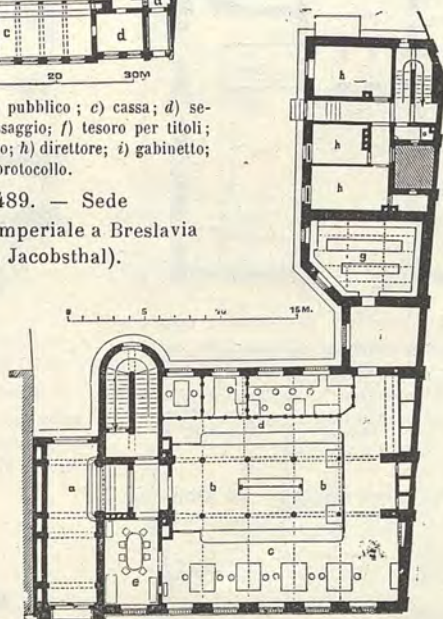 c
d
d
20
30M
pubblico; c) cassa; d) se-
saggio; f) tesoro per titoli;
o; h) direttore; i) gabinetto;
protocollo.
489. — Sede
mperiale a Breslavia
Jacobsthal).
h
h
h
g
5
15M.
i
d
a
b
b
c
e